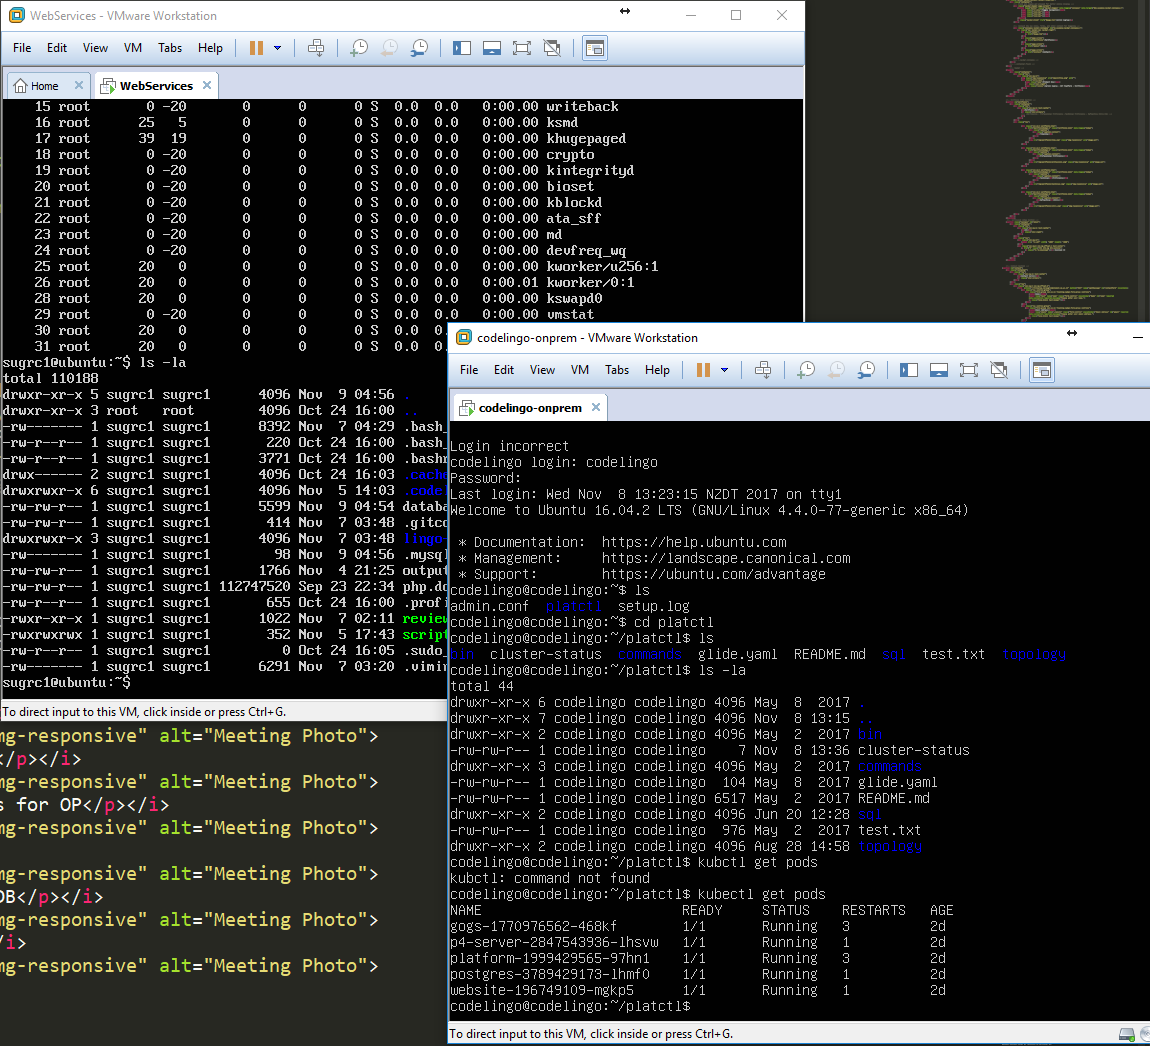 WebServices - VMware Workstation
File Edit View VM Tabs Help
Home WebServices
15 root 0 -20 0 0 0 S 0.0 0.0 0:00.00 writeback
16 root 25 5 0 0 0 S 0.0 0.0 0:00.00 ksmd
17 root 39 19 0 0 0 S 0.0 0.0 0:00.00 khugepaged
18 root 0 -20 0 0 0 S 0.0 0.0 0:00.00 crypto
19 root 0 -20 0 0 0 S 0.0 0.0 0:00.00 kintegrityd
20 root 0 -20 0 0 0 S 0.0 0.0 0:00.00 bioset
21 root 0 -20 0 0 0 S 0.0 0.0 0:00.00 kblockd
22 root 0 -20 0 0 0 S 0.0 0.0 0:00.00 ata_sff
23 root 0 -20 0 0 0 S 0.0 0.0 0:00.00 md
24 root 0 -20 0 0 0 S 0.0 0.0 0:00.00 devfreq_wq
25 root 20 0 0 0 0 S 0.0 0.0 0:00.00 kworker/u256:1
26 root 20 0 0 0 0 S 0.0 0.0 0:00.01 kworker/0:1
28 root 20 0 0 0 0 S 0.0 0.0 0:00.00 kswapd0
29 root 0 -20 0 0 0 S 0.0 0.0 0:00.00 vmstat
30 root 20 0 0 0 0 S
31 root 20 0 0 0 0 S
sugrc1@ubuntu:~$ ls -la
total 110188
drwxr-xr-x 5 sugrc1 sugrc1 4096 Nov 9 04:56 .
drwxr-xr-x 3 root root 4096 Oct 24 16:00 ..
-rw------- 1 sugrc1 sugrc1 8392 Nov 7 04:29 .bash_
-rw-r--r-- 1 sugrc1 sugrc1 220 Oct 24 16:00 .bash_
-rw-r--r-- 1 sugrc1 sugrc1 3771 Oct 24 16:00 .bashr
drwx------ 2 sugrc1 sugrc1 4096 Oct 24 16:03 .cache
drwxrwxr-x 6 sugrc1 sugrc1 4096 Nov 5 14:03 .codel
-rw-rw-r-- 1 sugrc1 sugrc1 5599 Nov 9 04:54 databa
-rw-rw-r-- 1 sugrc1 sugrc1 414 Nov 7 03:48 .gitco
drwxrwxr-x 3 sugrc1 sugrc1 4096 Nov 7 03:48 lingo-
-rw------- 1 sugrc1 sugrc1 98 Nov 9 04:56 .mysql
-rw-rw-r-- 1 sugrc1 sugrc1 1766 Nov 4 21:25 output
-rw-rw-r-- 1 sugrc1 sugrc1 112747520 Sep 23 22:34 php.do
-rw-r--r-- 1 sugrc1 sugrc1 655 Oct 24 16:00 .profi
-rwxr-xr-x 1 sugrc1 sugrc1 1022 Nov 7 02:11 review
-rwxrwxrwx 1 sugrc1 sugrc1 352 Nov 5 17:43 script
-rw-r--r-- 1 sugrc1 sugrc1 0 Oct 24 16:05 .sudo_
-rw-rw-r-- 1 sugrc1 sugrc1 6291 Nov 7 03:20 .vimin
sugrc1@ubuntu:~$
To direct input to this VM, click inside or press Ctrl+G.
mg-responsive" alt="Meeting Photo">
</p></i>
mg-responsive" alt="Meeting Photo">
s for OP</p></i>
mg-responsive" alt="Meeting Photo">
mg-responsive" alt="Meeting Photo">
OB</p></i>
mg-responsive" alt="Meeting Photo">
/i>
mg-responsive" alt="Meeting Photo">
codelingo-onprem - VMware Workstation
File Edit View VM Tabs Help
codelingo-onprem
Login incorrect
codelingo login: codelingo
Password:
Last login: Wed Nov 8 13:23:15 NZDT 2017 on tty1
Welcome to Ubuntu 16.04.2 LTS (GNU/Linux 4.4.0-77-generic x86_64)
* Documentation: https://help.ubuntu.com
* Management: https://landscape.canonical.com
* Support: https://ubuntu.com/advantage
codelingo@codelingo:~$ ls
admin.conf platctl setup.log
codelingo@codelingo:~$ cd platctl
codelingo@codelingo:~/platctl$ ls
bin cluster-status commands glide.yaml README.md sql test.txt topology
codelingo@codelingo:~/platctl$ ls -la
total 44
drwxr-xr-x 6 codelingo codelingo 4096 May 8 2017 .
drwxr-xr-x 7 codelingo codelingo 4096 Nov 8 13:15 ..
drwxr-xr-x 2 codelingo codelingo 4096 May 2 2017 bin
-rw-rw-r-- 1 codelingo codelingo 7 Nov 8 13:36 cluster-status
drwxr-xr-x 3 codelingo codelingo 4096 May 2 2017 commands
-rw-rw-r-- 1 codelingo codelingo 104 May 8 2017 glide.yaml
-rw-rw-r-- 1 codelingo codelingo 6517 May 2 2017 README.md
drwxr-xr-x 2 codelingo codelingo 4096 Jun 20 12:28 sql
-rw-rw-r-- 1 codelingo codelingo 976 May 2 2017 test.txt
drwxr-xr-x 2 codelingo codelingo 4096 Aug 28 14:58 topology
codelingo@codelingo:~/platctl$ kubctl get pods
kubctl: command not found
codelingo@codelingo:~/platctl$ kubectl get pods
NAME READY STATUS RESTARTS AGE
gogs-1770976562-468kf 1/1 Running 3 2d
p4-server-2847543936-lhsvw 1/1 Running 1 2d
platform-1999429565-97hn1 1/1 Running 3 2d
postgres-3789429173-lhmf0 1/1 Running 1 2d
website-196749109-mgkp5 1/1 Running 1 2d
codelingo@codelingo:~/platctl$
To direct input to this VM, click inside or press Ctrl+G.